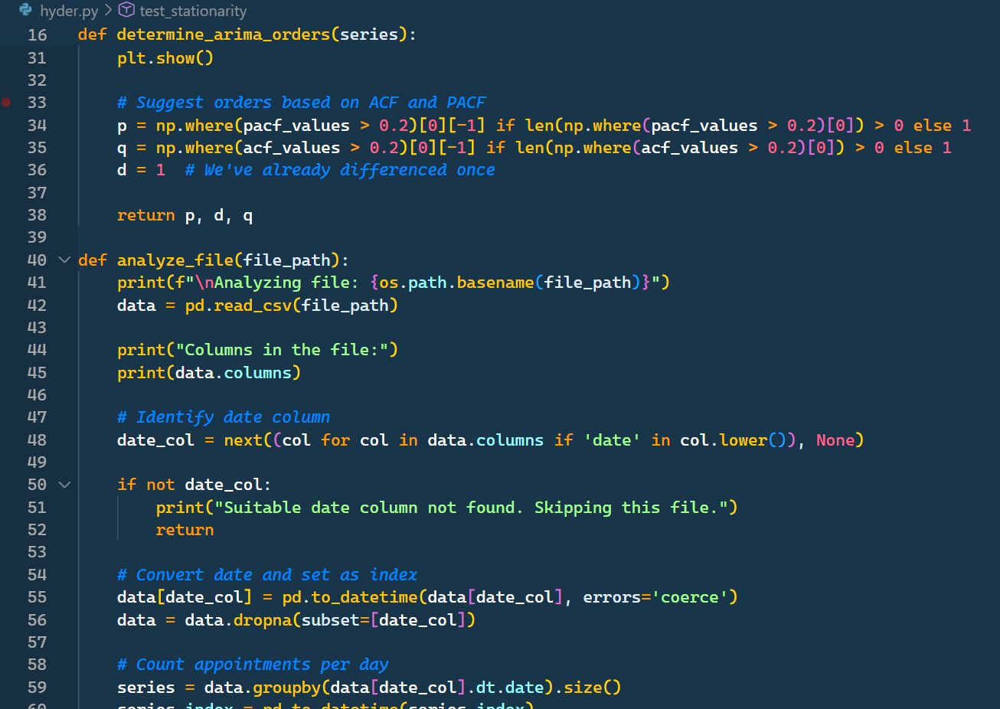 hyder.py > test_stationarity
16 def determine_arima_orders(series):
31     plt.show()
32
33     # Suggest orders based on ACF and PACF
34     p = np.where(pacf_values > 0.2)[0][-1] if len(np.where(pacf_values > 0.2)[0]) > 0 else 1
35     q = np.where(acf_values > 0.2)[0][-1] if len(np.where(acf_values > 0.2)[0]) > 0 else 1
36     d = 1  # We've already differenced once
37
38     return p, d, q
39
40 def analyze_file(file_path):
41     print(f"\nAnalyzing file: {os.path.basename(file_path)}")
42     data = pd.read_csv(file_path)
43
44     print("Columns in the file:")
45     print(data.columns)
46
47     # Identify date column
48     date_col = next((col for col in data.columns if 'date' in col.lower()), None)
49
50     if not date_col:
51         print("Suitable date column not found. Skipping this file.")
52         return
53
54     # Convert date and set as index
55     data[date_col] = pd.to_datetime(data[date_col], errors='coerce')
56     data = data.dropna(subset=[date_col])
57
58     # Count appointments per day
59     series = data.groupby(data[date_col].dt.date).size()
60     series.index = pd.to_datetime(series.index)